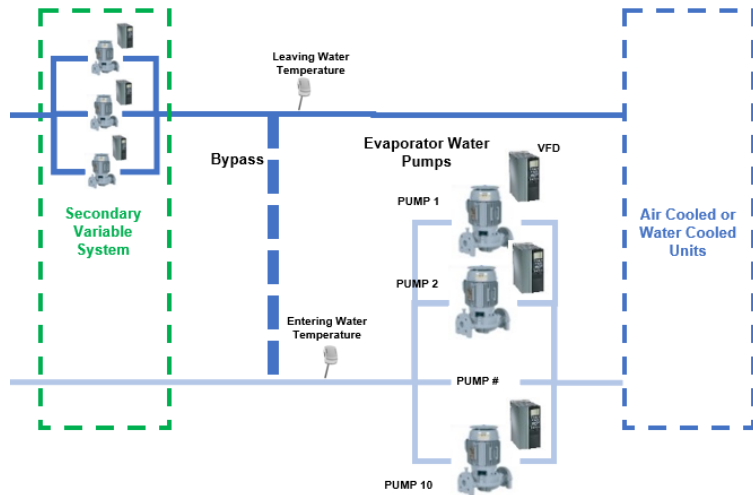 Leaving Water
Temperature
Bypass
Evaporator Water
Pumps
VFD
PUMP 1
Secondary
Variable
System
Air Cooled or
Water Cooled
Units
PUMP 2
Entering Water
Temperature
PUMP #
PUMP 10